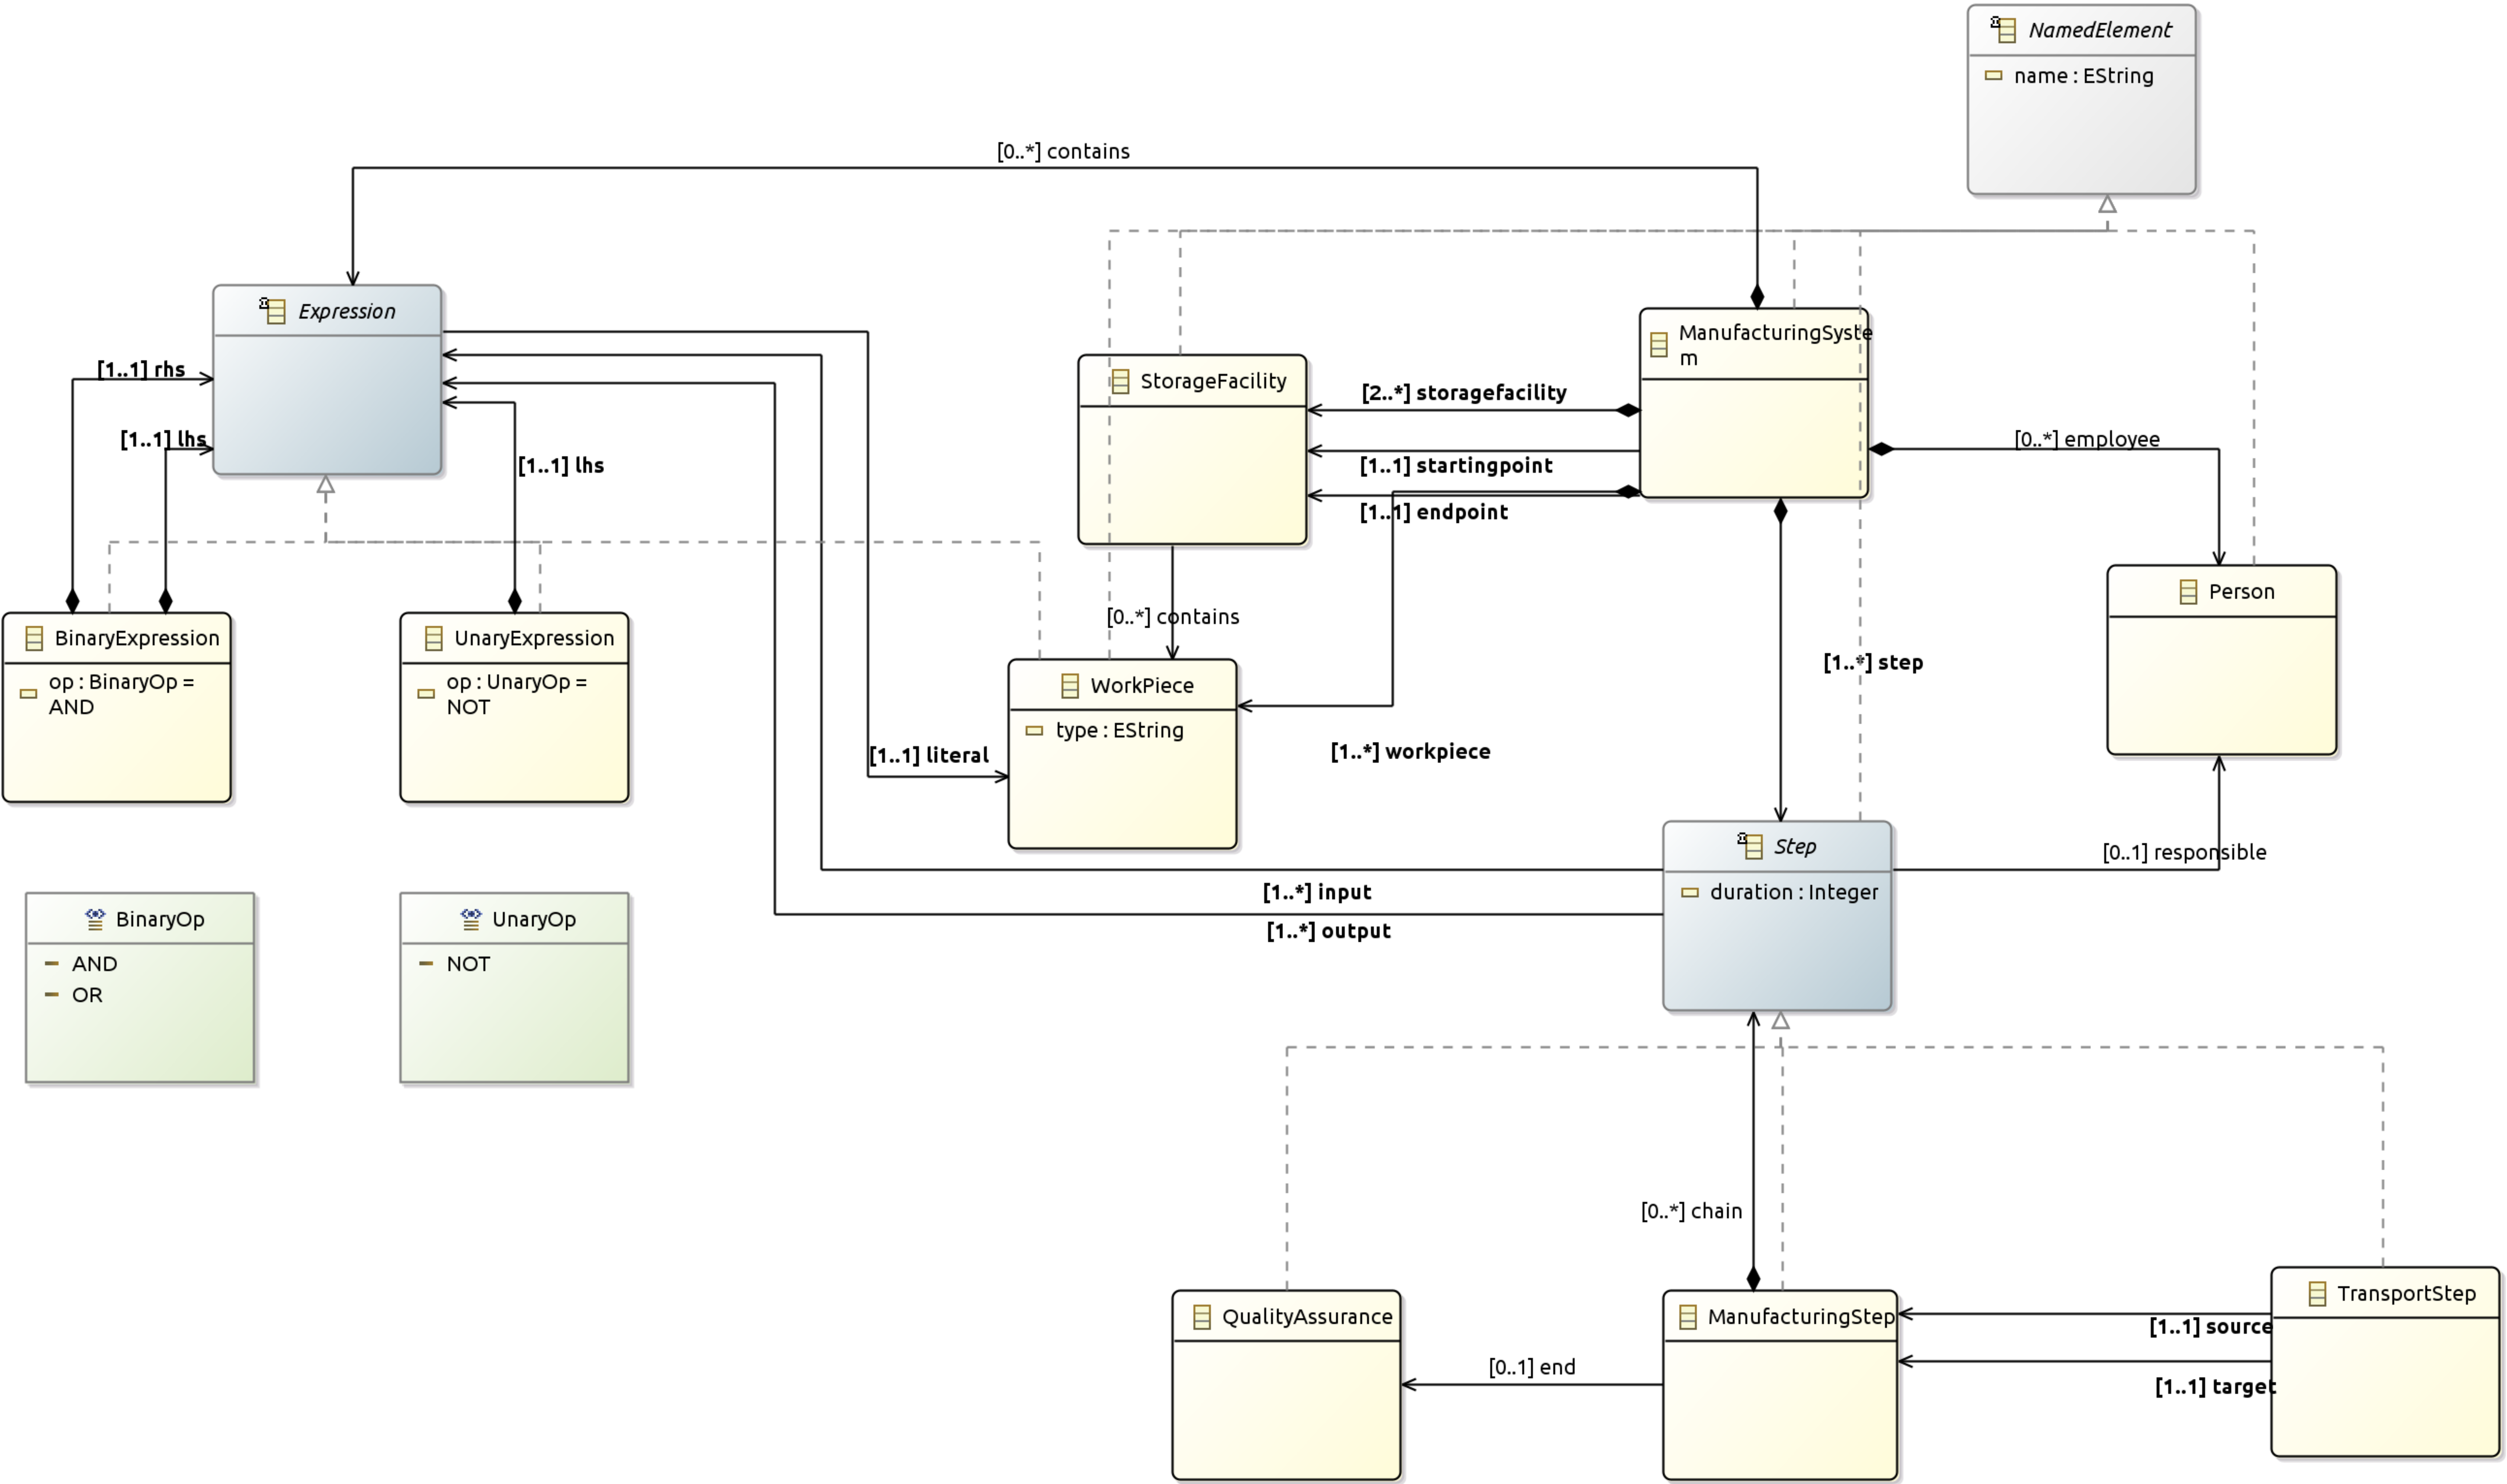 NamedElement
name : EString
[0..*] contains
Expression
ManufacturingSyste
m
[1..1] rhs
StorageFacility
[2..*] storagefacility
[1..1] lhs
[0..*] employee
[1..1] lhs
[1..1] startingpoint
[1..1] endpoint
Person
[0..*] contains
BinaryExpression
op : BinaryOp =
AND
UnaryExpression
op : UnaryOp =
NOT
[1..*] step
WorkPiece
type : EString
[1..1] literal
[1..*] workpiece
Step
duration : Integer
[0..1] responsible
[1..*] input
[1..*] output
BinaryOp
AND
OR
UnaryOp
NOT
[0..*] chain
QualityAssurance
ManufacturingStep
TransportStep
[1..1] source
[0..1] end
[1..1] target